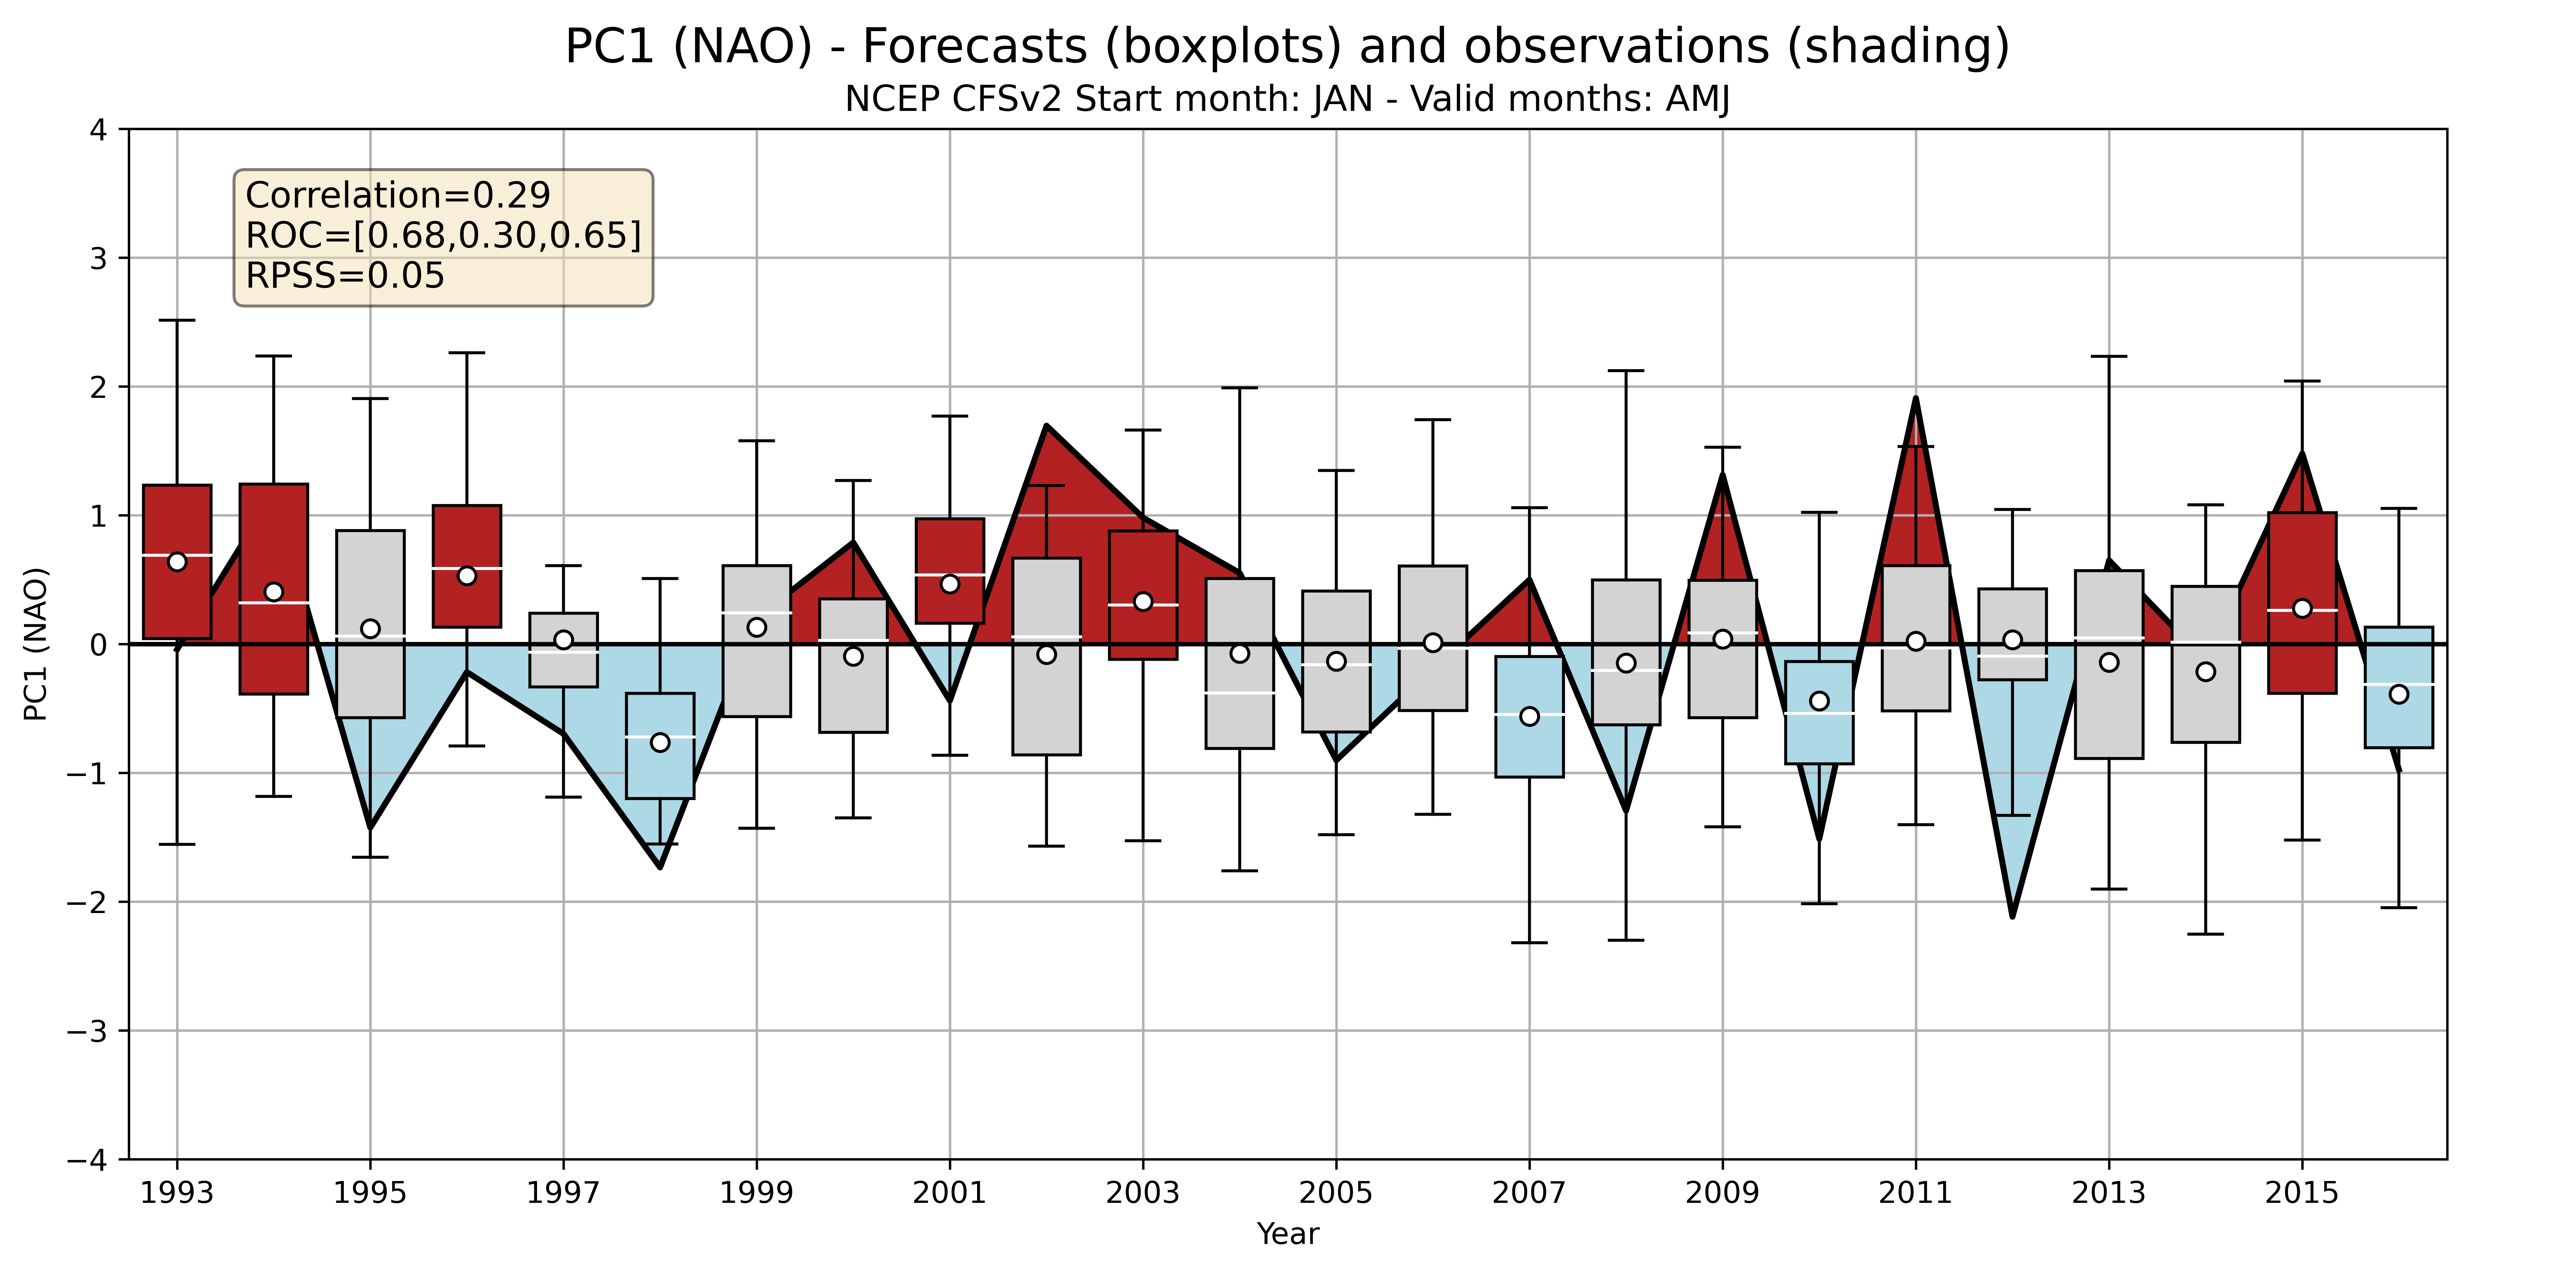 PC1 (NAO) - Forecasts (boxplots) and observations (shading)
NCEP CFSv2 Start month: JAN - Valid months: AMJ
Correlation=0.29
ROC=[0.68,0.30,0.65]
RPSS=0.05
PC1 (NAO)
4
3
2
1
0
−1
−2
−3
−4
1993 1995 1997 1999 2001 2003 2005 2007 2009 2011 2013 2015
Year